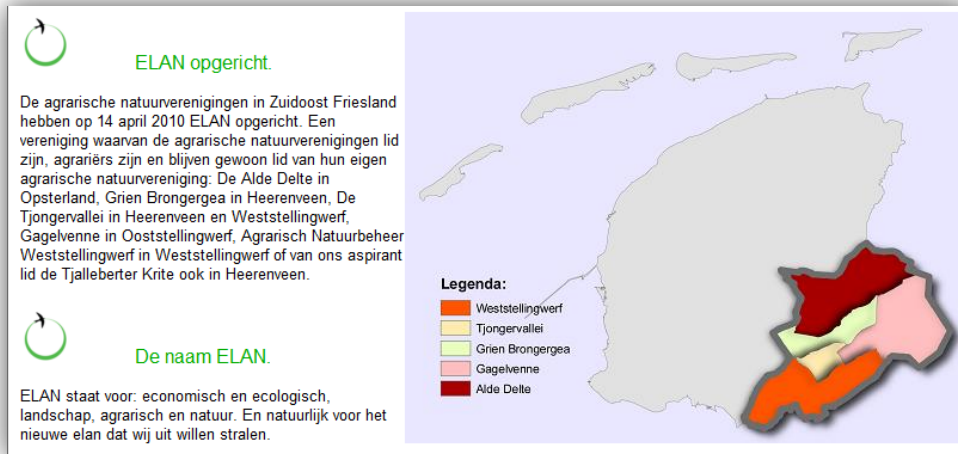 ELAN opgericht.
De agrarische natuurverenigingen in Zuidoost Friesland
hebben op 14 april 2010 ELAN opgericht. Een
vereniging waarvan de agrarische natuurverenigingen lid
zijn, agrariërs zijn en blijven gewoon lid van hun eigen
agrarische natuurvereniging: De Alde Delte in
Opsterland, Grien Brongergea in Heerenveen, De
Tjongervallei in Heerenveen en Weststellingwerf,
Gagelvenne in Ooststellingwerf, Agrarisch Natuurbeheer
Weststellingwerf in Weststellingwerf of van ons aspirant
lid de Tjalleberter Krite ook in Heerenveen.
De naam ELAN.
ELAN staat voor: economisch en ecologisch,
landschap, agrarisch en natuur. En natuurlijk voor het
nieuwe elan dat wij uit willen stralen.
Legenda:
Weststellingwerf
Tjongervallei
Grien Brongergea
Gagelvenne
Alde Delte